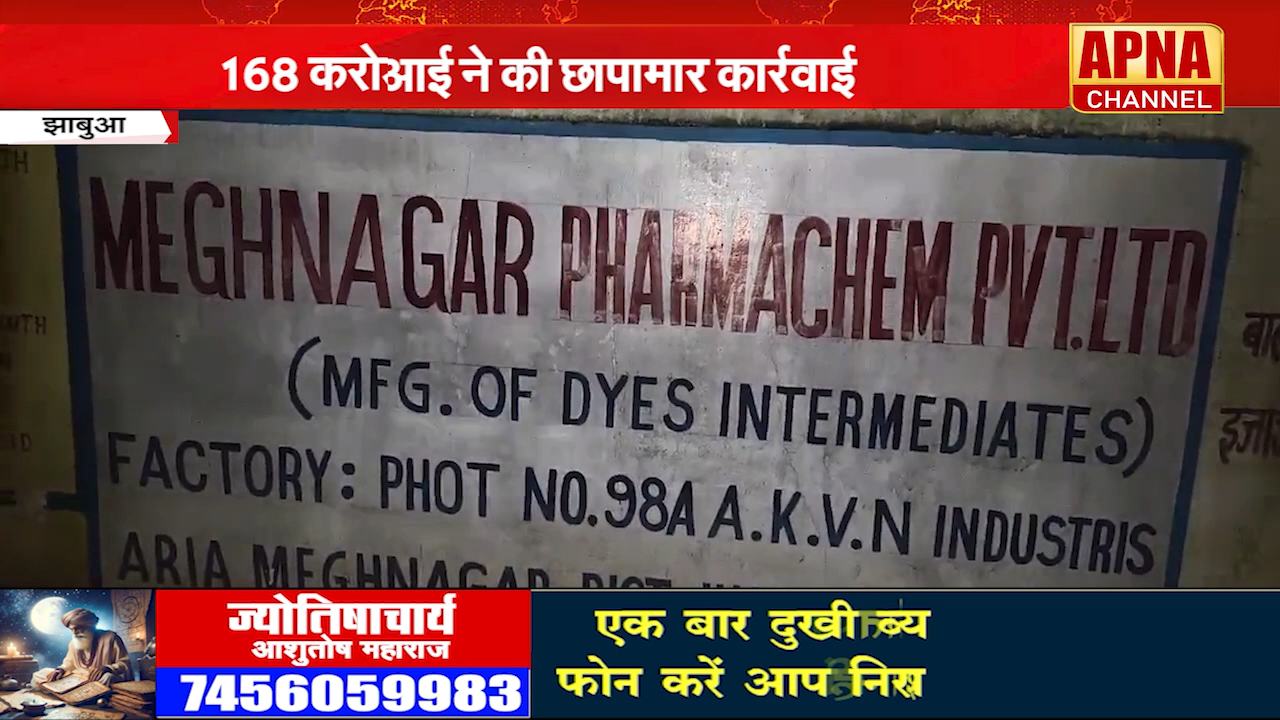 168 करोआई ने की छापामार कार्रवाई
APNA
CHANNEL
झाबुआ
MEGHNAGAR PHARMACHEM PVT.LTD
(MFG. OF DYES INTERMEDIATES)
FACTORY: PHOT NO.98A A.K.V.N INDUSTRIS
ARIA MEGHNAGAR DIST
ज्योतिषाचार्य
आशुतोष महाराज
7456059983
एक बार दुखी
फोन करें आप